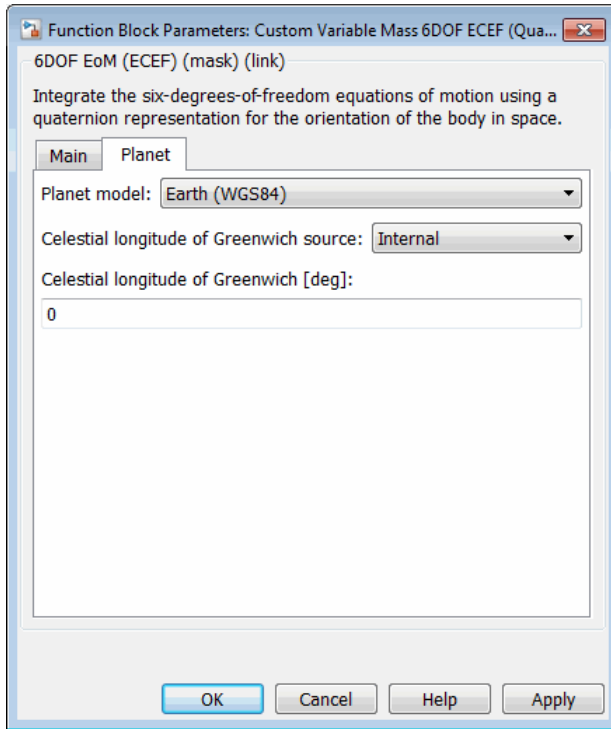 Function Block Parameters: Custom Variable Mass 6DOF ECEF (Qua...
6DOF EoM (ECEF) (mask) (link)
Integrate the six-degrees-of-freedom equations of motion using a
quaternion representation for the orientation of the body in space.
Main Planet
Planet model: Earth (WGS84)
Celestial longitude of Greenwich source: Internal
Celestial longitude of Greenwich [deg]:
0
OK Cancel Help Apply